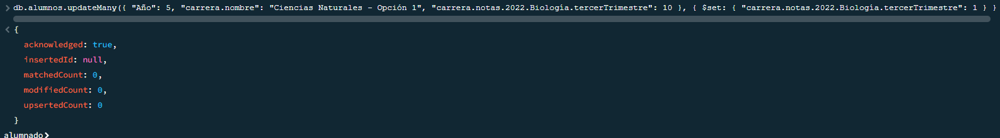 db.alumnos.updateMany({ "Año": 5, "carrera.nombre": "Ciencias Naturales - Opción 1", "carrera.notas.2022.Biología.tercerTrimestre": 10 }, { $set: { "carrera.notas.2022.Biología.tercerTrimestre": 1 } }
{
acknowledged: true,
insertedId: null,
matchedCount: 0,
modifiedCount: 0,
upsertedCount: 0
}
alumnado>